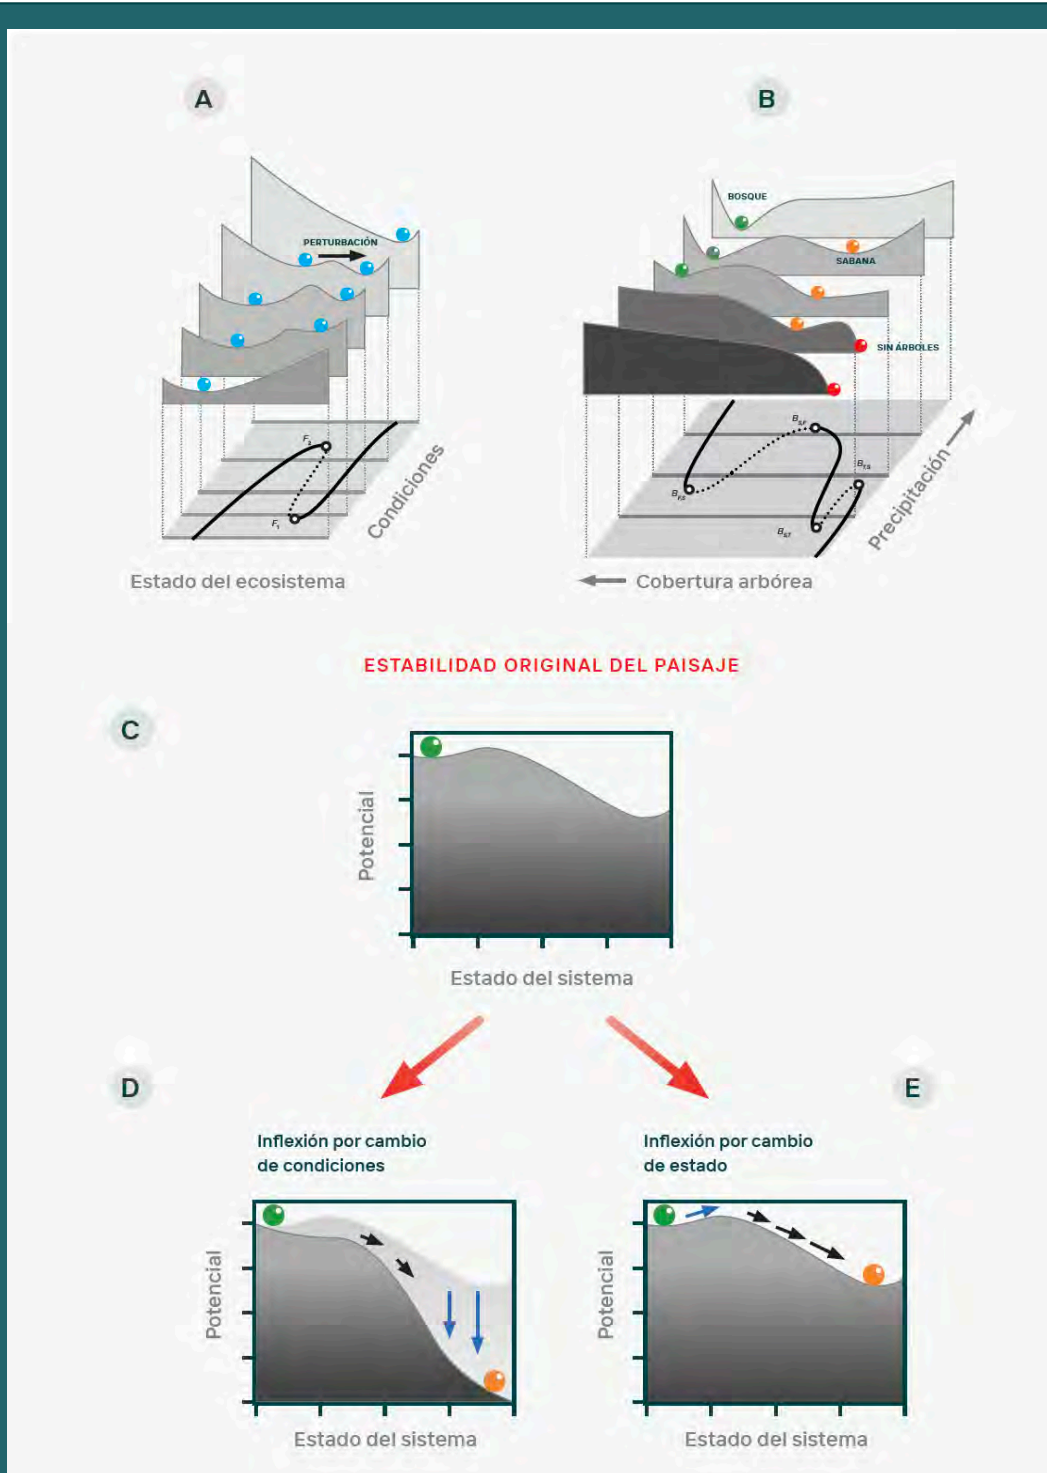 A
B
PERTURBACIÓN
BOSQUE
SABANA
SIN ÁRBOLES
F₂
F₁
Condiciones
Estado del ecosistema
Precipitación
Cobertura arbórea
ESTABILIDAD ORIGINAL DEL PAISAJE
C
Potencial
Estado del sistema
D
E
Inflexión por cambio
de condiciones
Inflexión por cambio
de estado
Potencial
Potencial
Estado del sistema
Estado del sistema